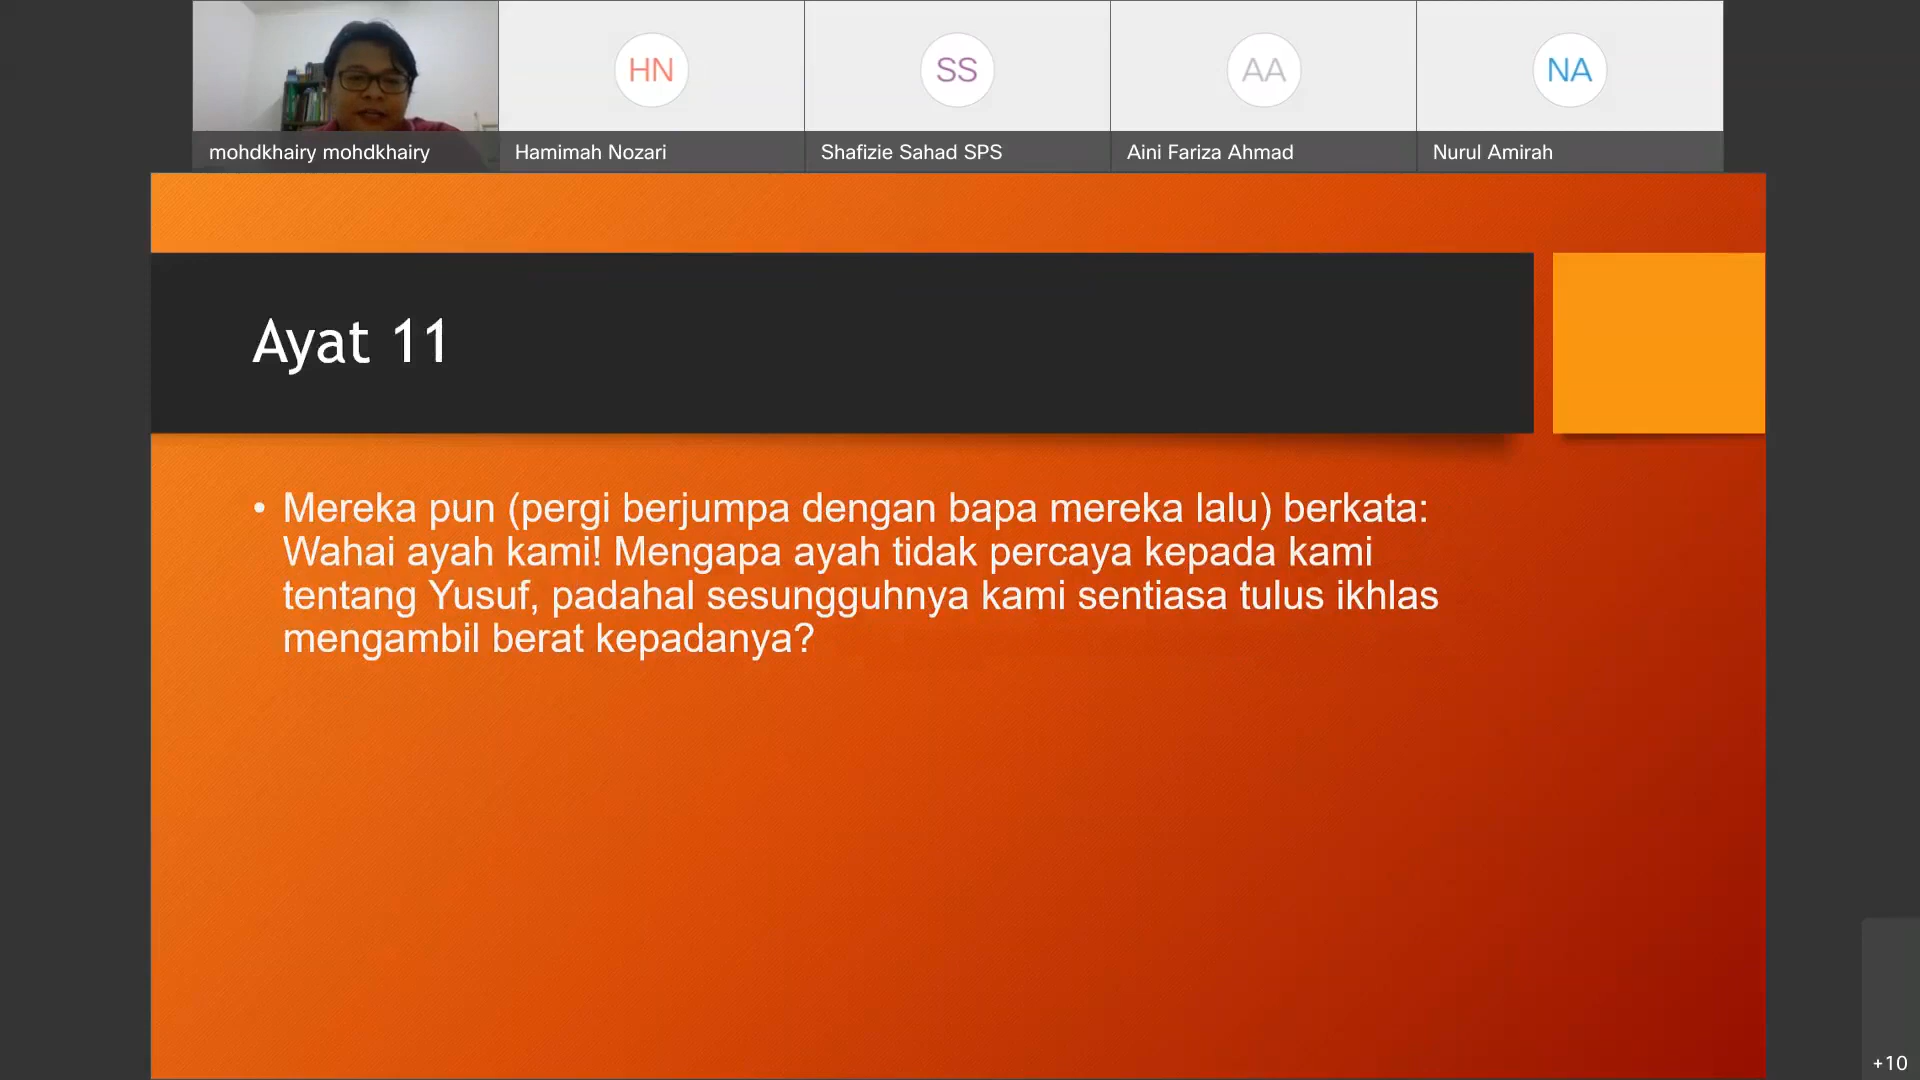 HN
SS
AA
NA
mohdkhairy mohdkhairy
Hamimah Nozari
Shafizie Sahad SPS
Aini Fariza Ahmad
Nurul Amirah
Ayat 11
• Mereka pun (pergi berjumpa dengan bapa mereka lalu) berkata:
Wahai ayah kami! Mengapa ayah tidak percaya kepada kami
tentang Yusuf, padahal sesungguhnya kami sentiasa tulus ikhlas
mengambil berat kepadanya?
+10